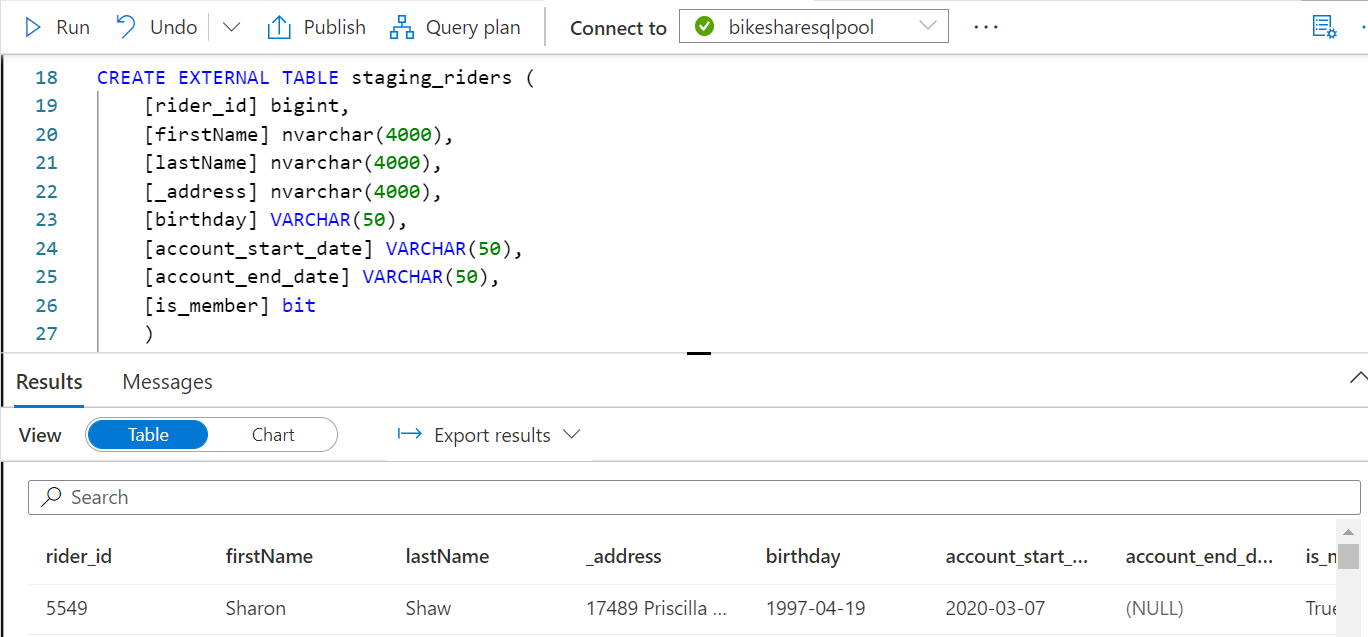 Run Undo Publish Query plan Connect to bikesharesqlpool ...
18 CREATE EXTERNAL TABLE staging_riders (
19 [rider_id] bigint,
20 [firstName] nvarchar(4000),
21 [lastName] nvarchar(4000),
22 [_address] nvarchar(4000),
23 [birthday] VARCHAR(50),
24 [account_start_date] VARCHAR(50),
25 [account_end_date] VARCHAR(50),
26 [is_member] bit
27 )
Results Messages
View Table Chart Export results
Search
rider_id firstName lastName _address birthday account_start_... account_end_d... is_m
5549 Sharon Shaw 17489 Priscilla ... 1997-04-19 2020-03-07 (NULL) True